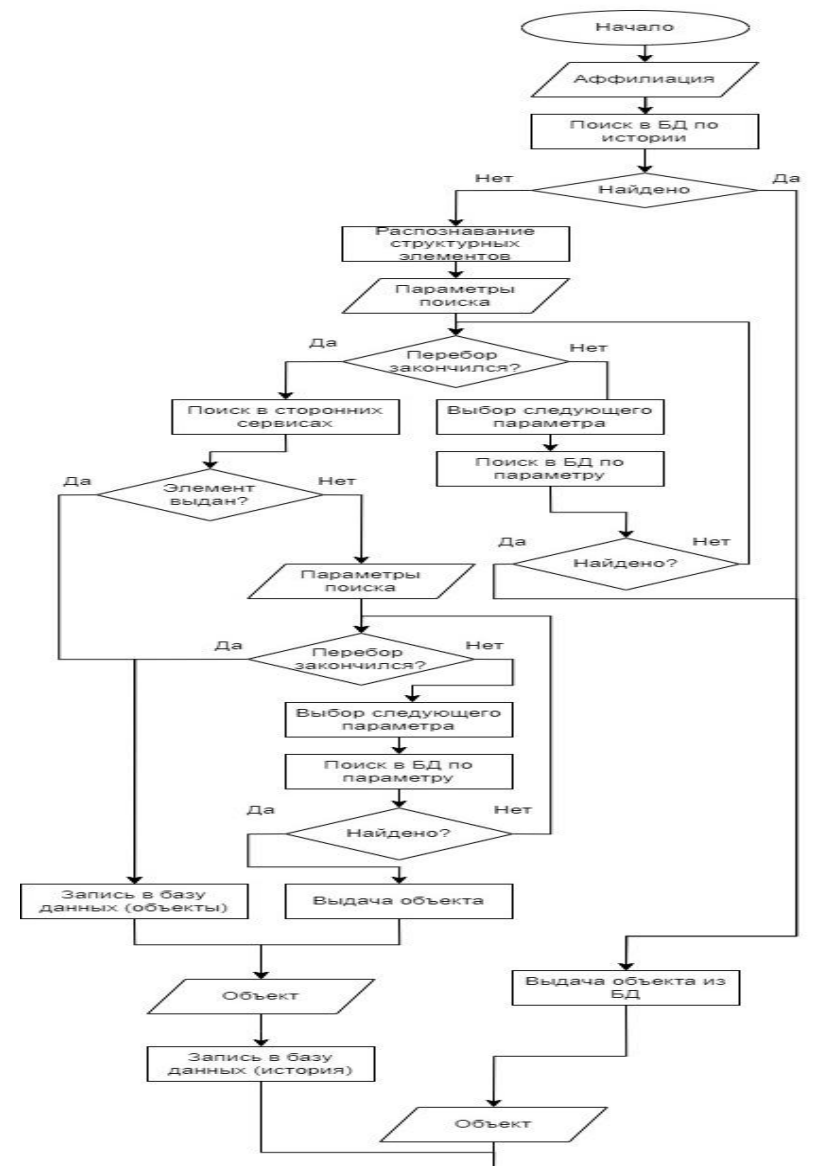 Начало
Аффилиация
Поиск в БД по
истории
Нет
Да
Найдено
Распознавание
структурных
элементов
Параметры
поиска
Да
Нет
Перебор
закончился?
Поиск в сторонних
сервисах
Выбор следующего
параметра
Поиск в БД по
параметру
Да
Нет
Элемент
выдан?
Да
Нет
Найдено?
Параметры
поиска
Да
Нет
Перебор
закончился?
Выбор следующего
параметра
Поиск в БД по
параметру
Да
Нет
Найдено?
Запись в базу
данных (объекты)
Выдача объекта
Выдача объекта из
БД
Объект
Запись в базу
данных (история)
Объект